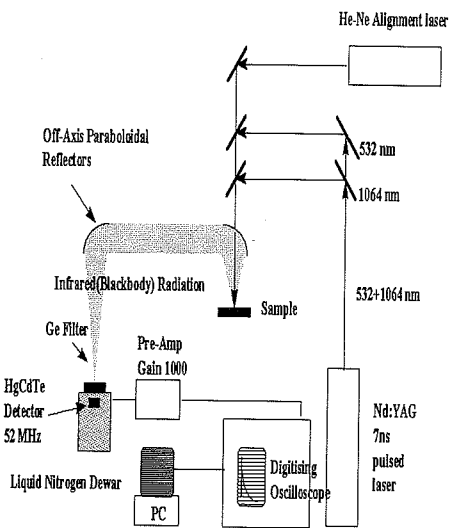 He-Ne Alignment laser
Off-Axis Paraboloidal
Reflectors
532 nm
1064 nm
Infrared(Blackbody) Radiation
532+1064 nm
Sample
Ge Filter
Pre-Amp
Gain 1000
HgCdTe
Detector
52 MHz
Nd:YAG
7ns
pulsed
laser
Liquid Nitrogen Dewar
Digitising
Oscilloscope
PC